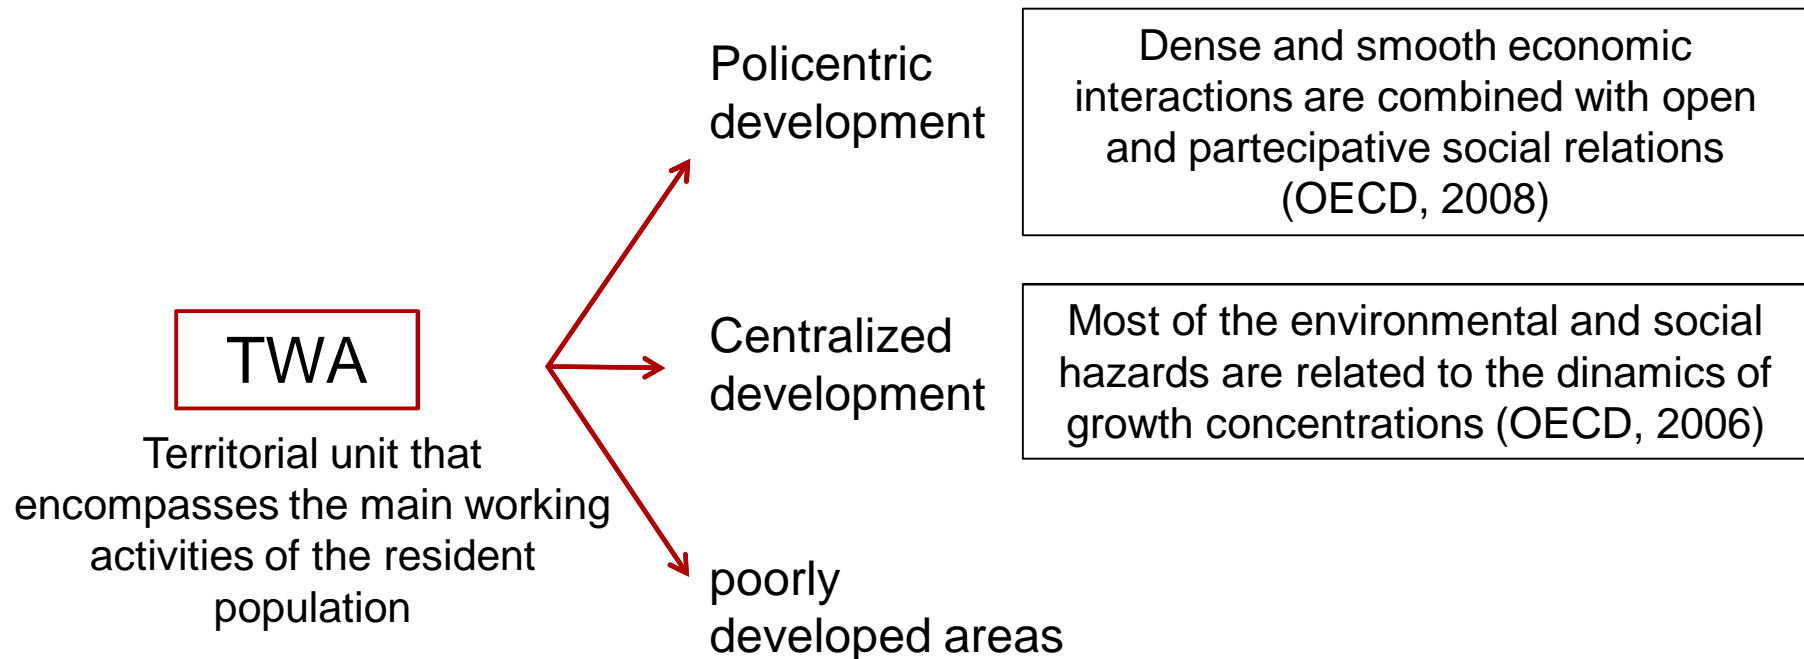 TWA
Territorial unit that
encompasses the main working
activities of the resident
population
Policentric
development
Dense and smooth economic
interactions are combined with open
and partecipative social relations
(OECD, 2008)
Centralized
development
Most of the environmental and social
hazards are related to the dinamics of
growth concentrations (OECD, 2006)
poorly
developed areas